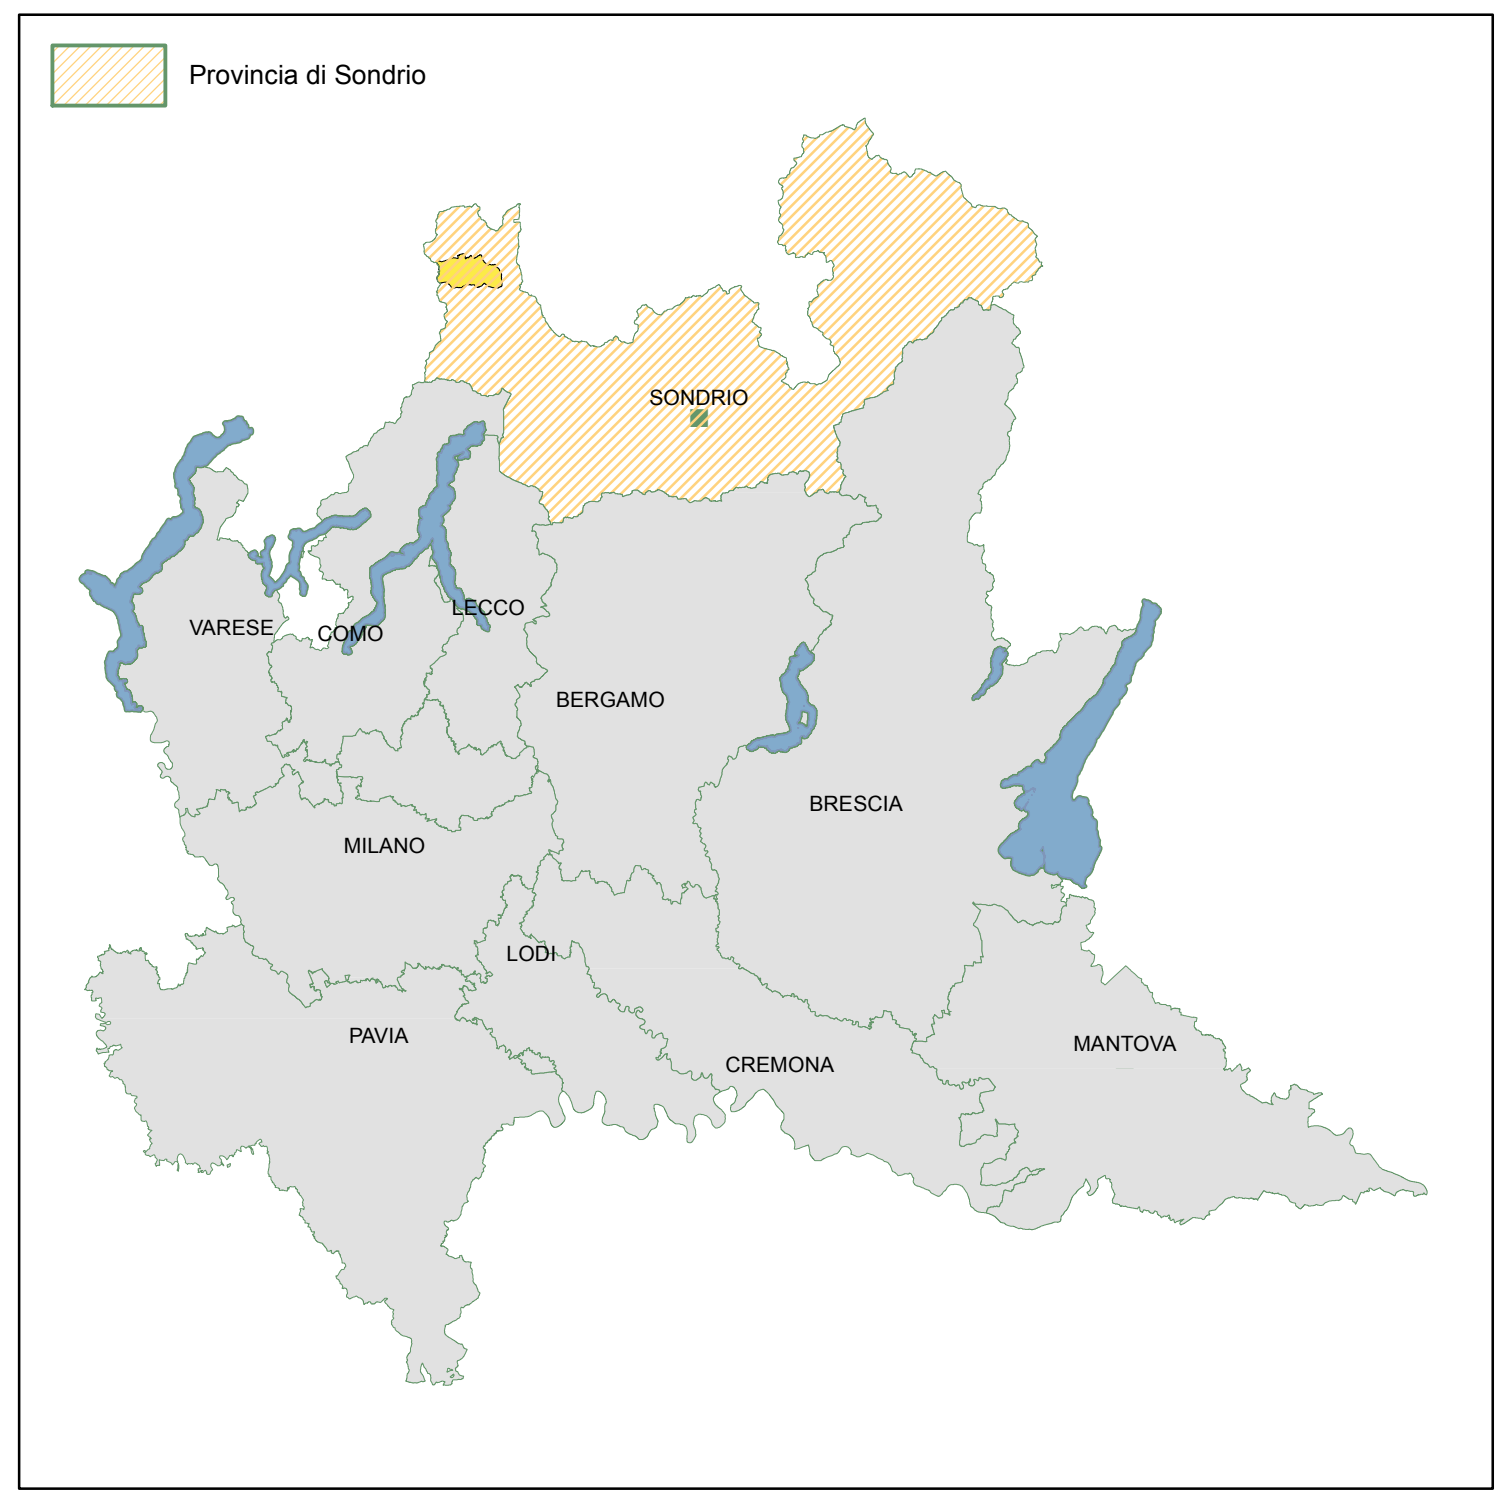 Provincia di Sondrio
SONDRIO
LECCO
VARESE
COMO
BERGAMO
BRESCIA
MILANO
LODI
PAVIA
MANTOVA
CREMONA